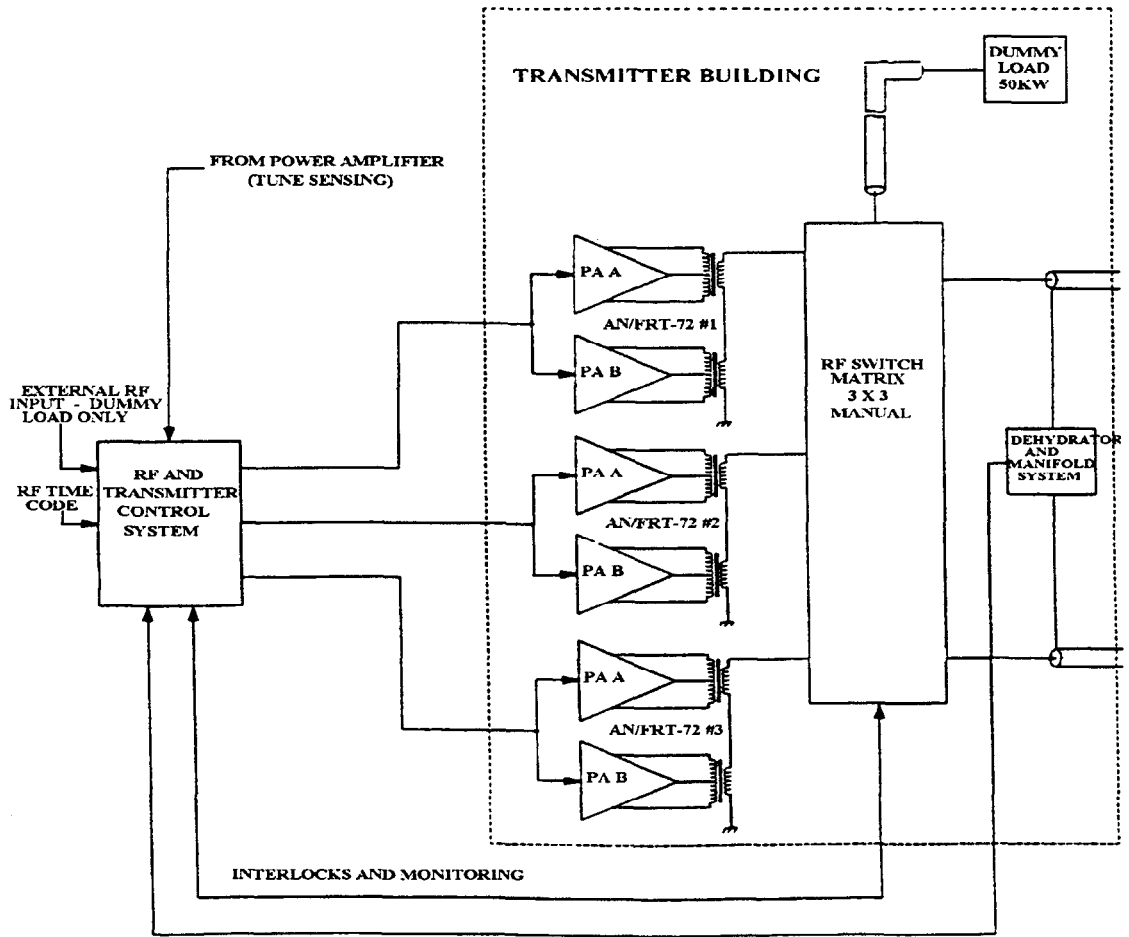 TRANSMITTER BUILDING
DUMMY
LOAD
50KW
FROM POWER AMPLIFIER
(TUNE SENSING)
PA A
AN/FRT-72 #1
PA B
EXTERNAL RF
INPUT - DUMMY
LOAD ONLY
RF TIME
CODE
RF AND
TRANSMITTER
CONTROL
SYSTEM
PA A
AN/FRT-72 #2
PA B
PA A
AN/FRT-72 #3
PA B
RF SWITCH
MATRIX
3 X 3
MANUAL
DEHYDRATOR
AND
MANIFOLD
SYSTEM
INTERLOCKS AND MONITORING